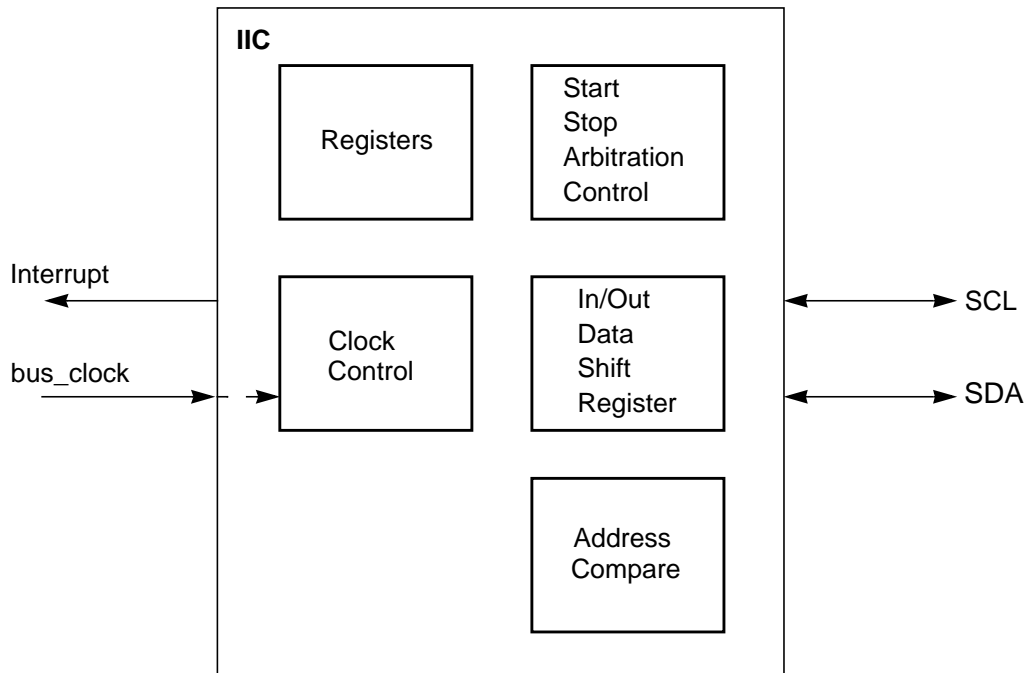 IIC
Registers
Start
Stop
Arbitration
Control
Interrupt
bus_clock
Clock
Control
In/Out
Data
Shift
Register
SCL
SDA
Address
Compare